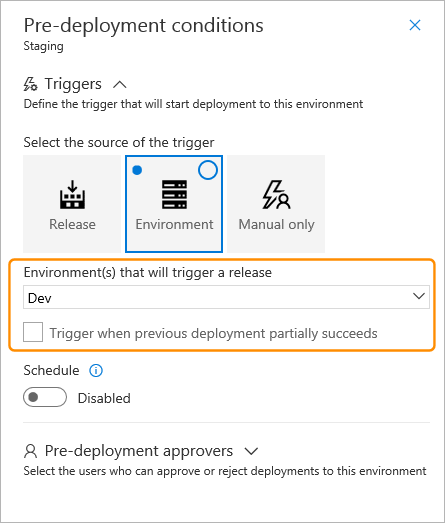 Pre-deployment conditions
Staging
Triggers
Define the trigger that will start deployment to this environment
Select the source of the trigger
Release
Environment
Manual only
Environment(s) that will trigger a release
Dev
Trigger when previous deployment partially succeeds
Schedule
Disabled
Pre-deployment approvers
Select the users who can approve or reject deployments to this environment